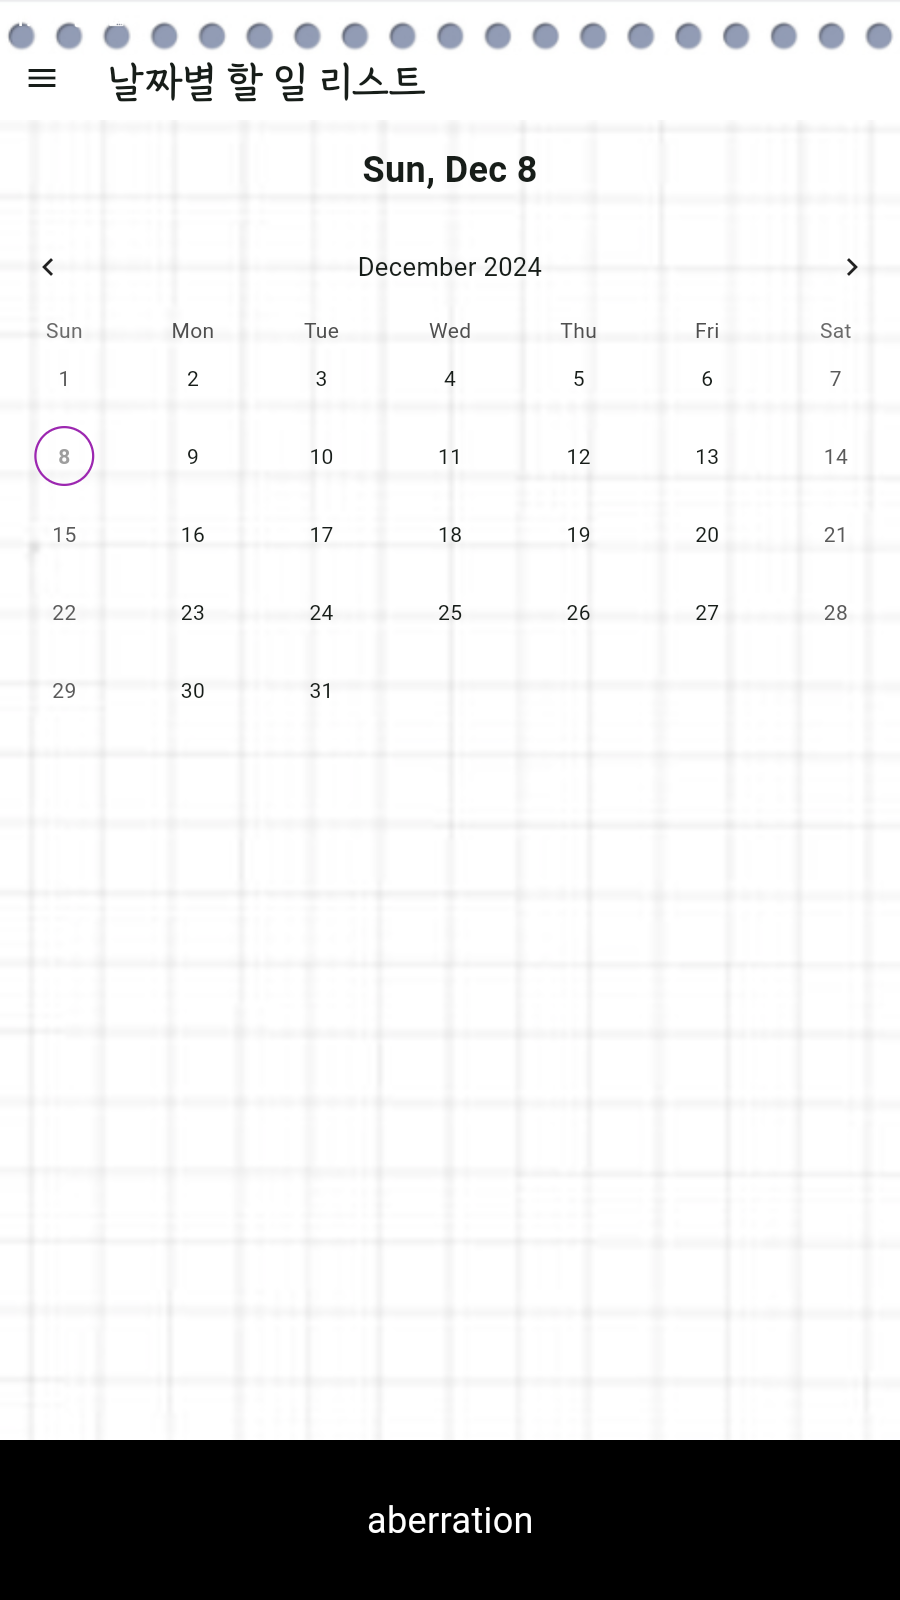 날짜별 할 일 리스트
Sun, Dec 8
December 2024
Sun Mon Tue Wed Thu Fri Sat
1 2 3 4 5 6 7
8 9 10 11 12 13 14
15 16 17 18 19 20 21
22 23 24 25 26 27 28
29 30 31
aberration